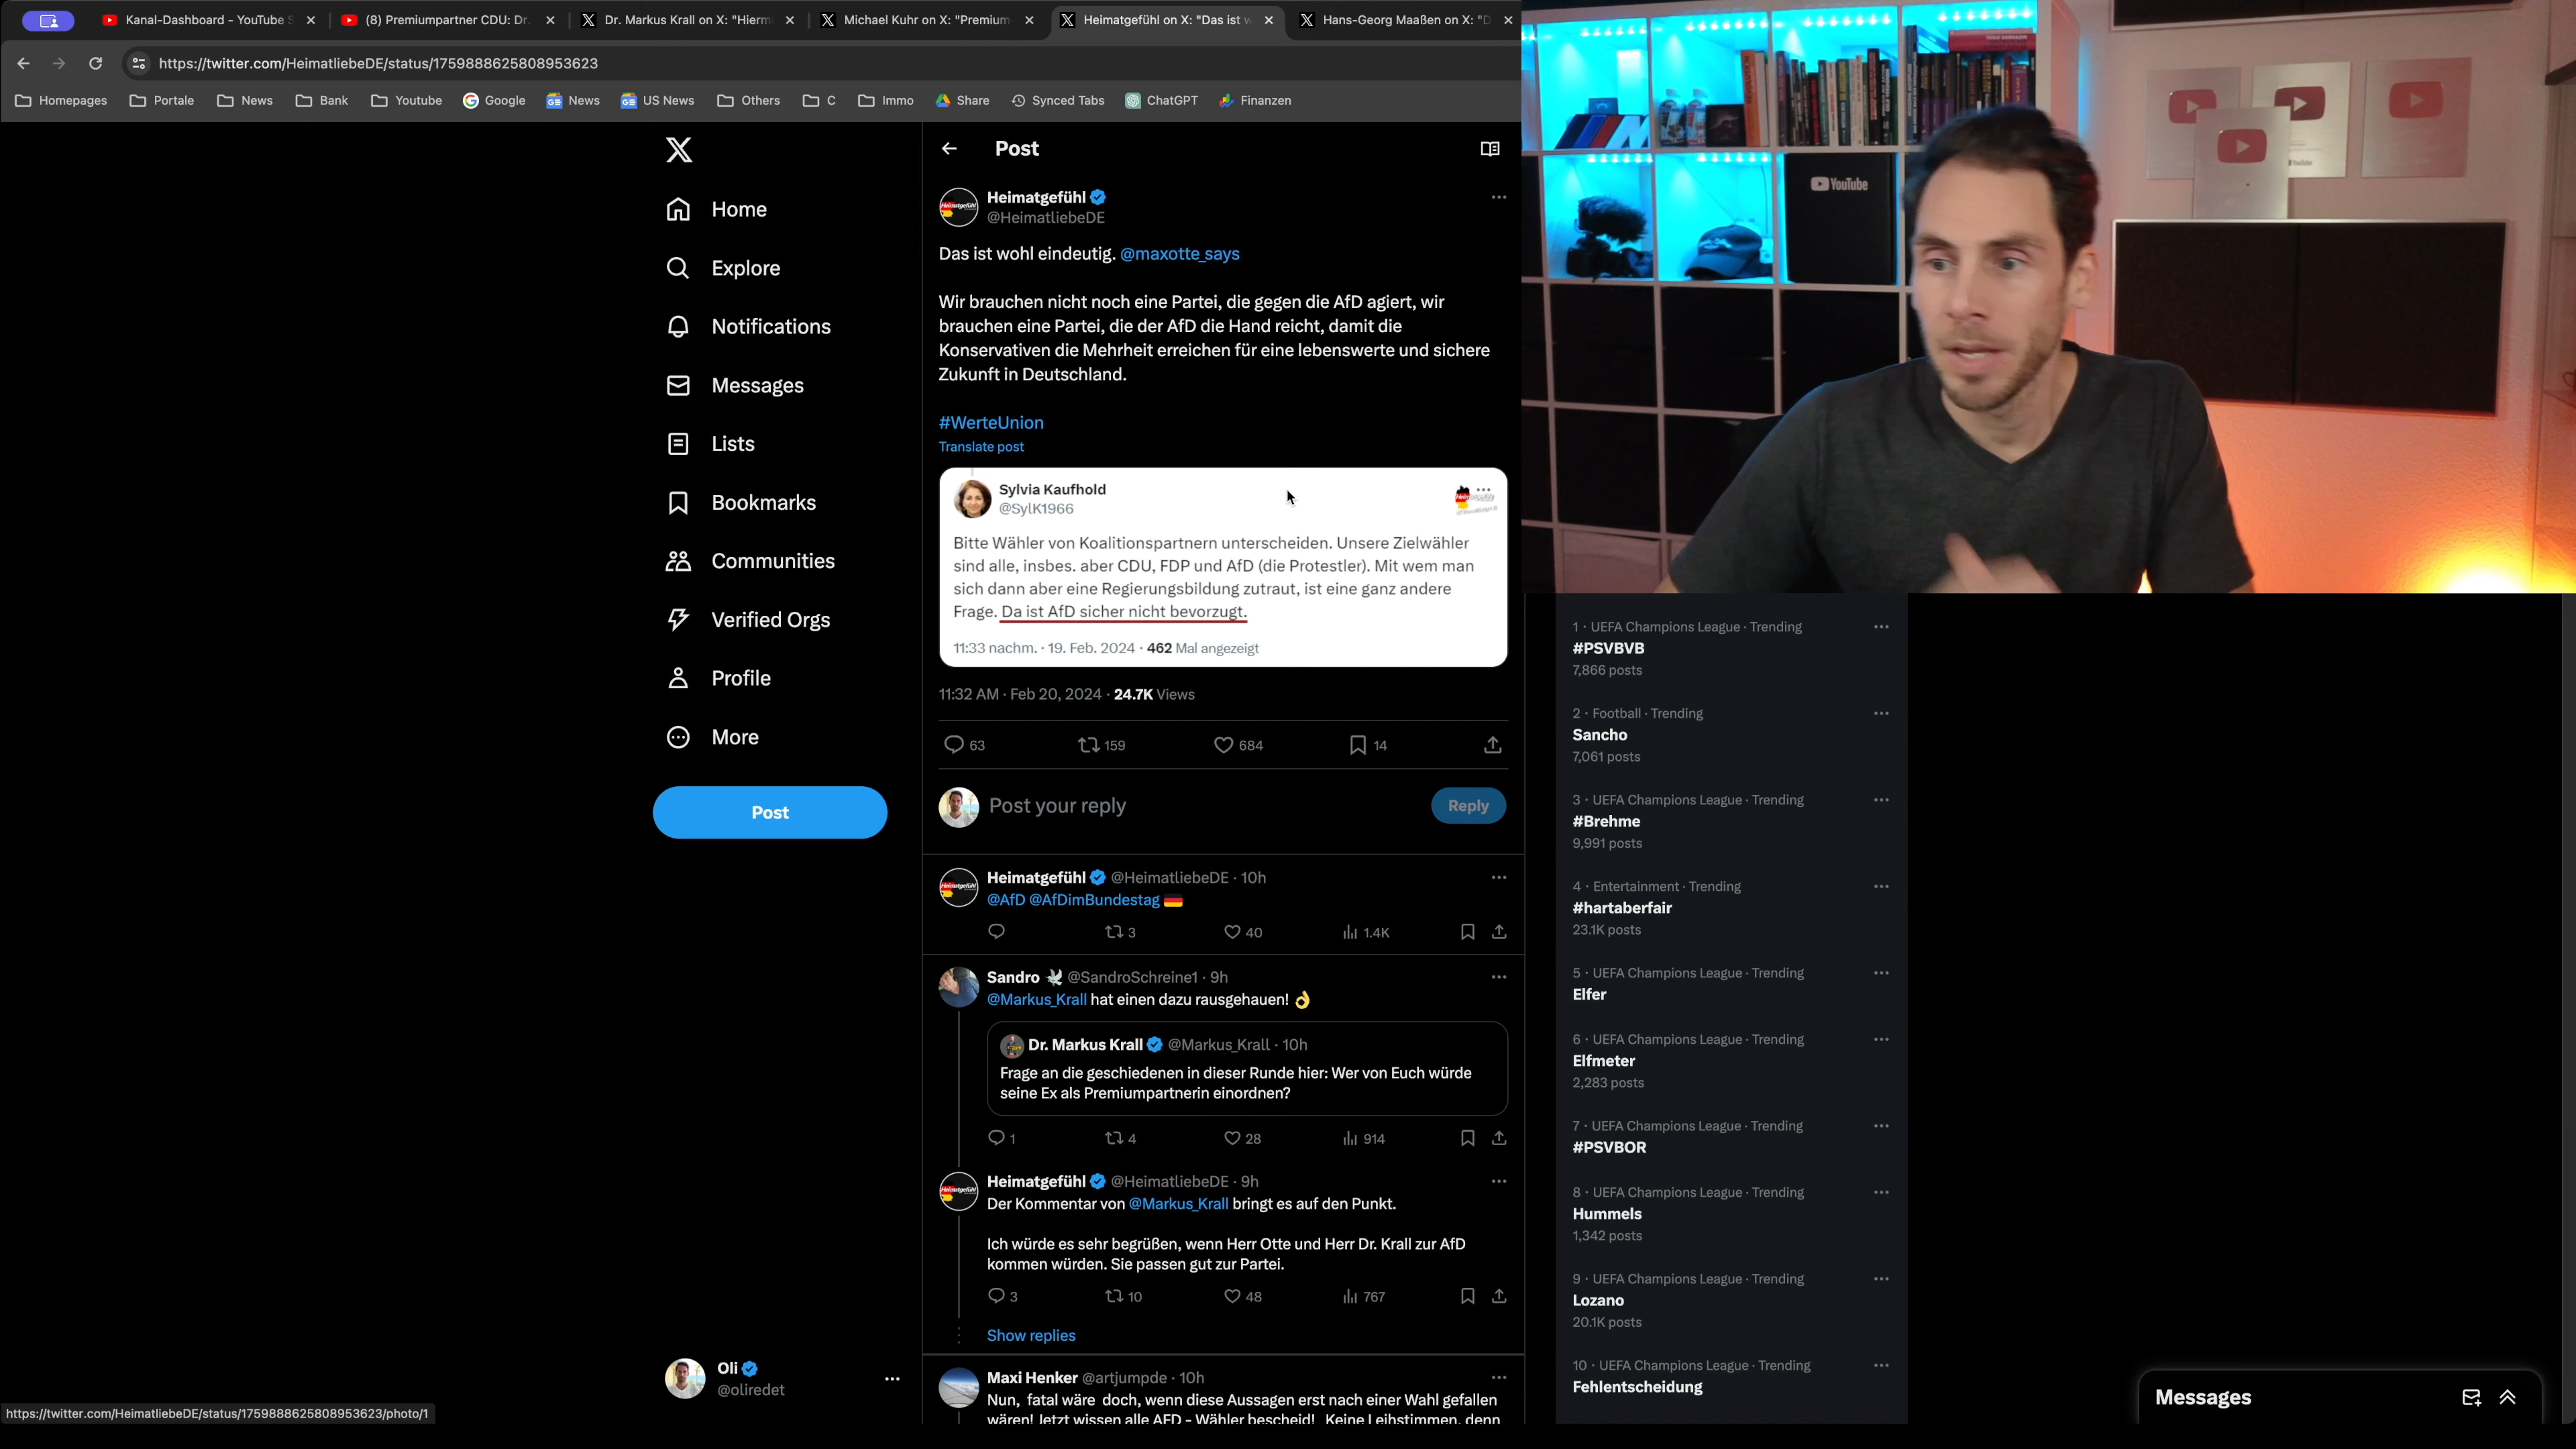 Kanal-Dashboard - YouTube S
(8) Premiumpartner CDU: Dr.
Dr. Markus Krall on X: "Hierm
Michael Kuhr on X: "Premium
Heimatgefühl on X: "Das ist w
Hans-Georg Maaßen on X: "D
https://twitter.com/HeimatliebeDE/status/1759888625808953623
Homepages
Portale
News
Bank
Youtube
Google
News
US News
Others
C
Immo
Share
Synced Tabs
ChatGPT
Finanzen
Home
Explore
Notifications
Messages
Lists
Bookmarks
Communities
Verified Orgs
Profile
More
Post
Oli
@oliredet
https://twitter.com/HeimatliebeDE/status/1759888625808953623/photo/1
Post
Heimatgefühl
@HeimatliebeDE
Das ist wohl eindeutig. @maxotte_says
Wir brauchen nicht noch eine Partei, die gegen die AfD agiert, wir
brauchen eine Partei, die der AfD die Hand reicht, damit die
Konservativen die Mehrheit erreichen für eine lebenswerte und sichere
Zukunft in Deutschland.
#WerteUnion
Translate post
Sylvia Kaufhold
@SylK1966
Bitte Wähler von Koalitionspartnern unterscheiden. Unsere Zielwähler
sind alle, insbes. aber CDU, FDP und AfD (die Protestler). Mit wem man
sich dann aber eine Regierungsbildung zutraut, ist eine ganz andere
Frage. Da ist AfD sicher nicht bevorzugt.
11:33 nachm. · 19. Feb. 2024 · 462 Mal angezeigt
11:32 AM · Feb 20, 2024 · 24.7K Views
63 159 684 14
Post your reply
Reply
Heimatgefühl @HeimatliebeDE · 10h
@AfD @AfDimBundestag
3 40 1.4K
Sandro @SandroSchreine1 · 9h
@Markus_Krall hat einen dazu rausgehauen!
Dr. Markus Krall @Markus_Krall · 10h
Frage an die geschiedenen in dieser Runde hier: Wer von Euch würde
seine Ex als Premiumpartnerin einordnen?
1 4 28 914
Heimatgefühl @HeimatliebeDE · 9h
Der Kommentar von @Markus_Krall bringt es auf den Punkt.
Ich würde es sehr begrüßen, wenn Herr Otte und Herr Dr. Krall zur AfD
kommen würden. Sie passen gut zur Partei.
3 10 48 767
Show replies
Maxi Henker @artjumpde · 10h
Nun, fatal wäre doch, wenn diese Aussagen erst nach einer Wahl gefallen
wären! Jetzt wissen alle AFD - Wähler bescheid! Keine Leihstimmen, denn
YouTube
1 · UEFA Champions League · Trending
#PSVBVB
7,866 posts
2 · Football · Trending
Sancho
7,061 posts
3 · UEFA Champions League · Trending
#Brehme
9,991 posts
4 · Entertainment · Trending
#hartaberfair
23.1K posts
5 · UEFA Champions League · Trending
Elfer
6 · UEFA Champions League · Trending
Elfmeter
2,283 posts
7 · UEFA Champions League · Trending
#PSVBOR
8 · UEFA Champions League · Trending
Hummels
1,342 posts
9 · UEFA Champions League · Trending
Lozano
20.1K posts
10 · UEFA Champions League · Trending
Fehlentscheidung
Messages